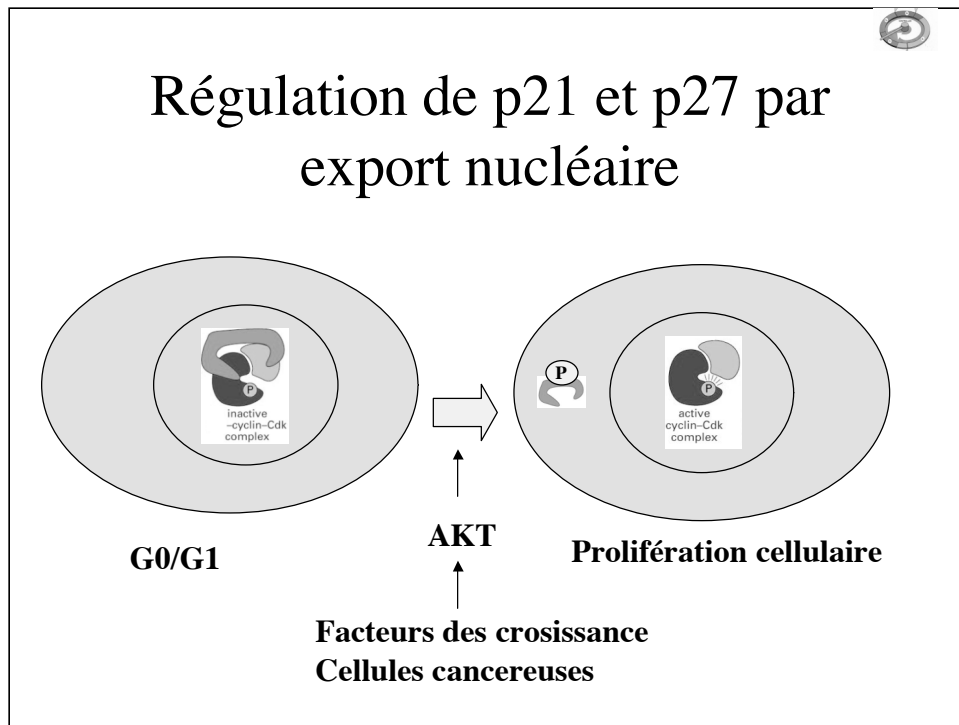 Régulation de p21 et p27 par
export nucléaire
P
inactive
–cyclin–Cdk
complex
P
P
active
cyclin–Cdk
complex
G0/G1
AKT
Prolifération cellulaire
Facteurs des crosissance
Cellules cancereuses